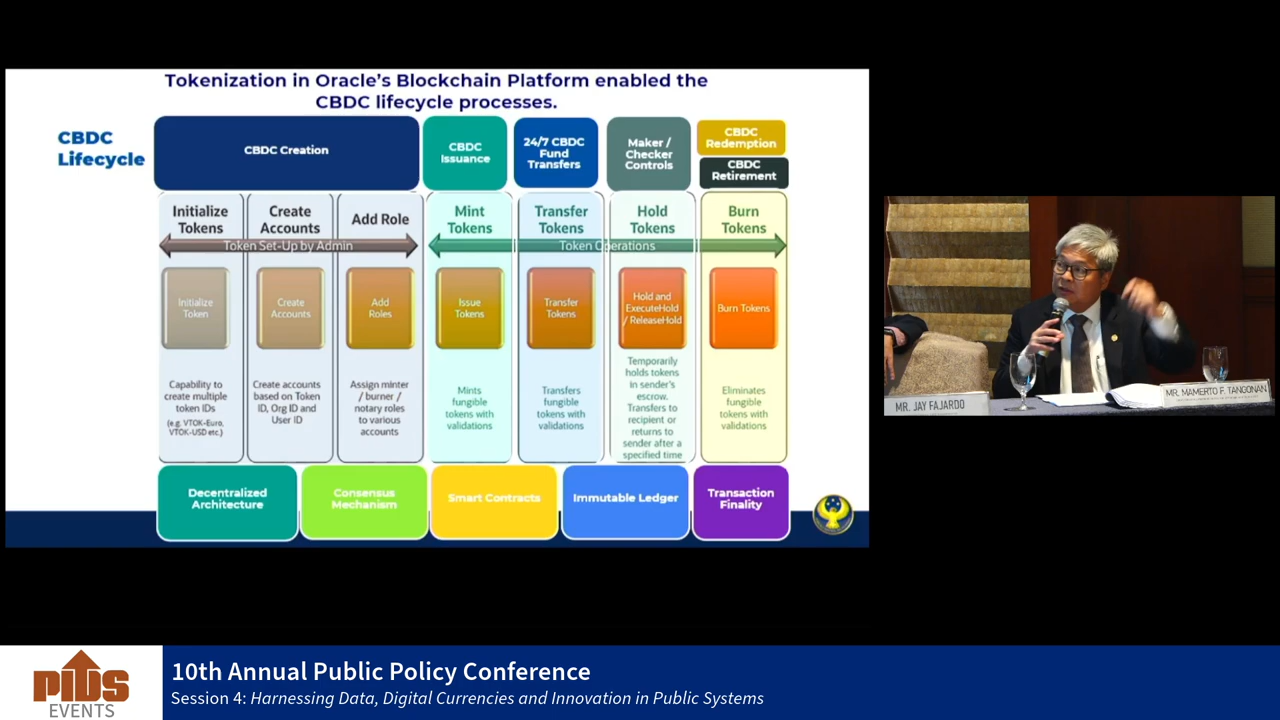 Tokenization in Oracle's Blockchain Platform enabled the
CBDC lifecycle processes.
CBDC
Lifecycle
CBDC Creation
CBDC
Issuance
24/7 CBDC
Fund
Transfers
Maker /
Checker
Controls
CBDC
Redemption
CBDC
Retirement
Initialize
Tokens
Create
Accounts
Add Role
Mint
Tokens
Transfer
Tokens
Hold
Tokens
Burn
Tokens
Token Set-Up by Admin
Token Operations
Initialize
Token
Create
Accounts
Add
Roles
Issue
Tokens
Transfer
Tokens
Hold and
ExecuteHold
/ ReleaseHold
Burn Tokens
Capability to
create multiple
token IDs
(e.g. VTOK-Euro,
VTOK-USD etc.)
Create accounts
based on Token
ID, Org ID and
User ID
Assign minter
/ burner /
notary roles
to various
accounts
Mints
fungible
tokens with
validations
Transfers
fungible
tokens with
validations
Temporarily
holds tokens
in sender's
escrow.
Transfers to
recipient or
returns to
sender after a
specified time
Eliminates
fungible
tokens with
validations
Decentralized
Architecture
Consensus
Mechanism
Smart Contracts
Immutable Ledger
Transaction
Finality
MR. JAY FAJARDO
MR. MAMERTO F. TANGONAN
PIDS
EVENTS
10th Annual Public Policy Conference
Session 4: Harnessing Data, Digital Currencies and Innovation in Public Systems